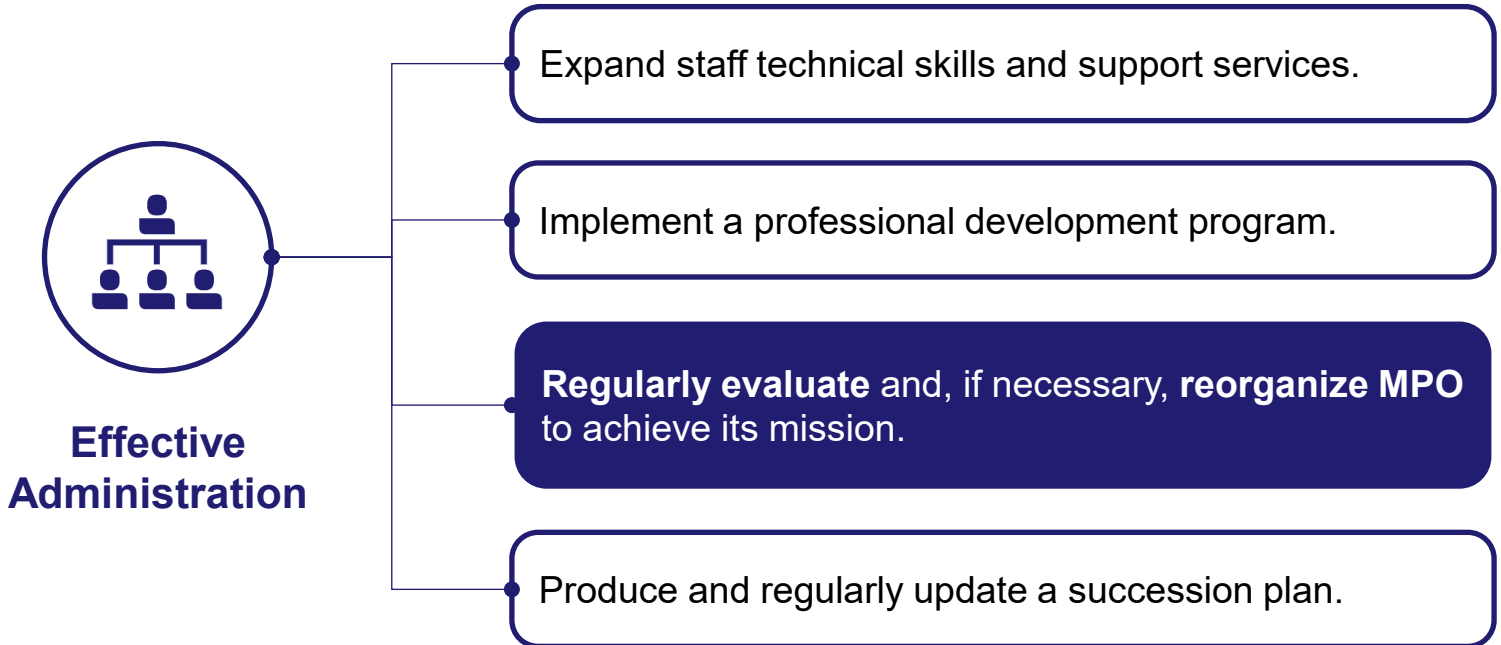 Expand staff technical skills and support services.
Implement a professional development program.
Regularly evaluate and, if necessary, reorganize MPO
to achieve its mission.
Effective
Administration
Produce and regularly update a succession plan.